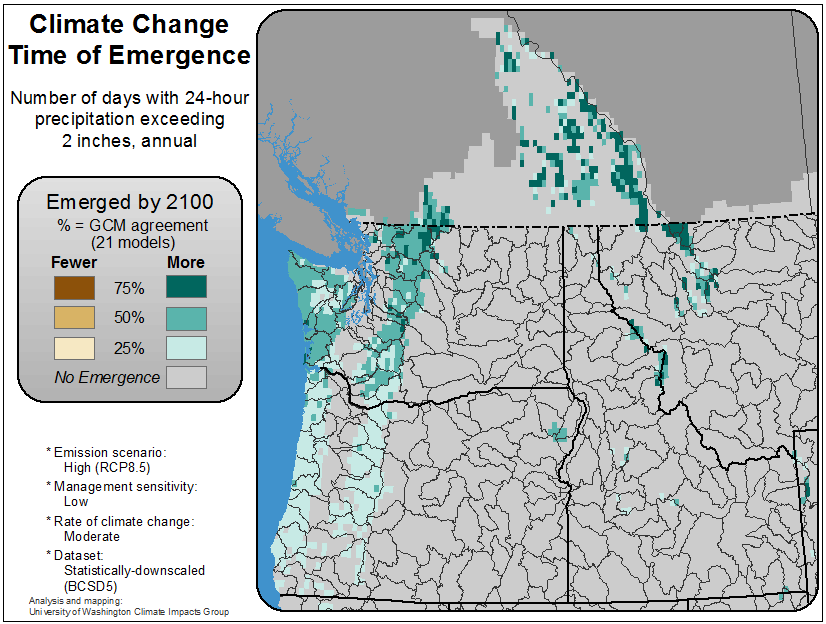 Climate Change
Time of Emergence
Number of days with 24-hour
precipitation exceeding
2 inches, annual
Emerged by 2100
% = GCM agreement
(21 models)
Fewer More
75%
50%
25%
No Emergence
* Emission scenario:
High (RCP8.5)
* Management sensitivity:
Low
* Rate of climate change:
Moderate
* Dataset:
Statistically-downscaled
(BCSD5)
Analysis and mapping:
University of Washington Climate Impacts Group